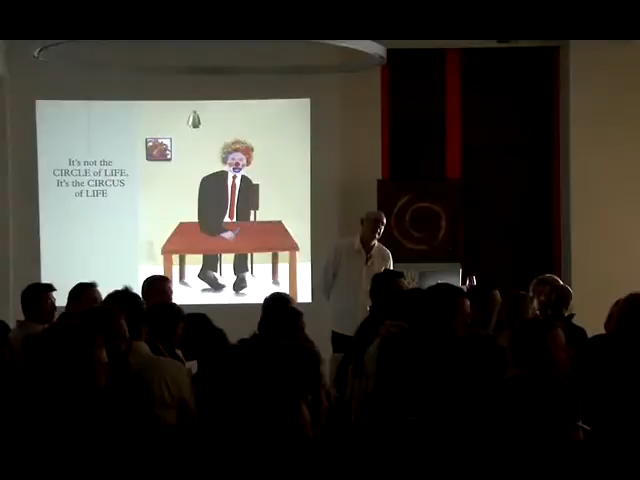 It's not the
CIRCLE of LIFE,
It's the CIRCUS
of LIFE